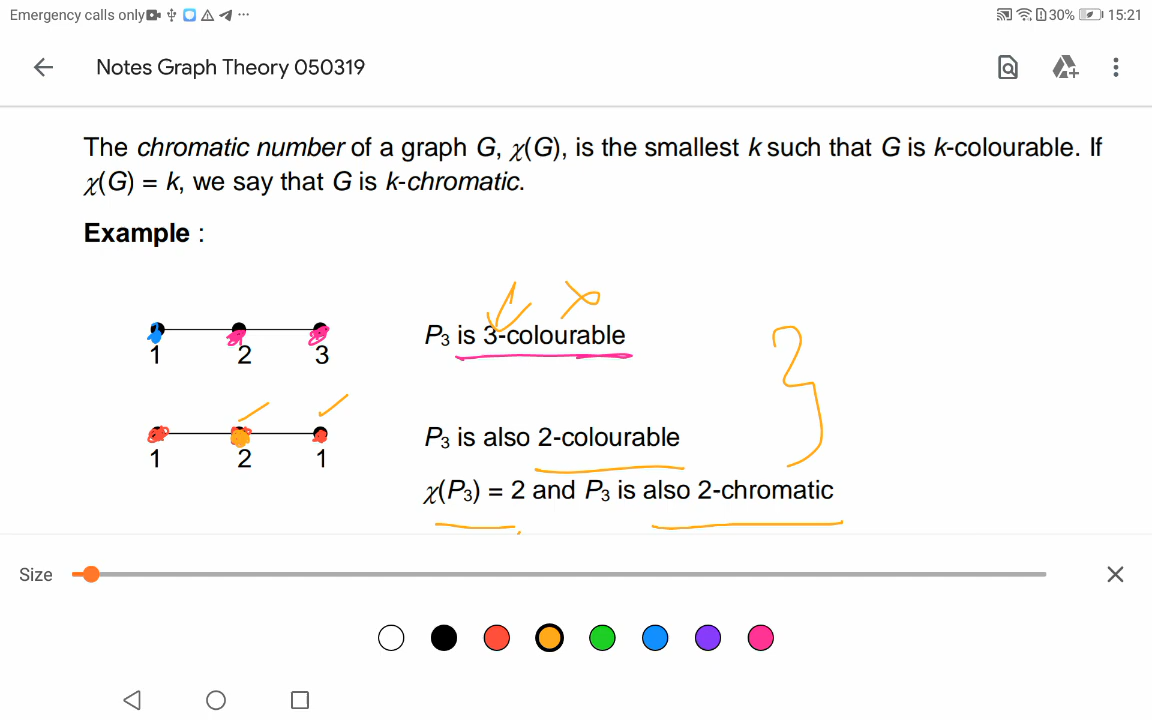 Emergency calls only 30% 15:21
Notes Graph Theory 050319
The chromatic number of a graph G, χ(G), is the smallest k such that G is k-colourable. If
χ(G) = k, we say that G is k-chromatic.
Example :
P₃ is 3-colourable
1 2 3
P₃ is also 2-colourable
1 2 1
χ(P₃) = 2 and P₃ is also 2-chromatic
Size